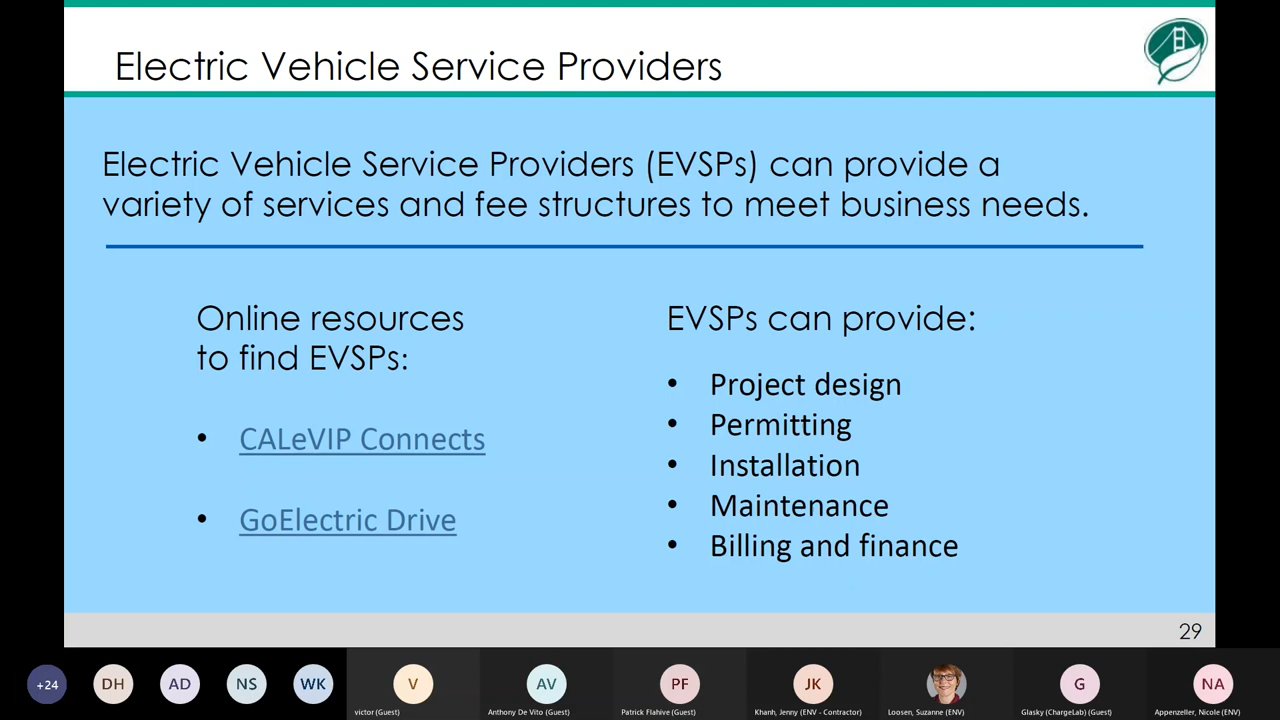 Electric Vehicle Service Providers
Electric Vehicle Service Providers (EVSPs) can provide a
variety of services and fee structures to meet business needs.
Online resources
to find EVSPs:
• CALeVIP Connects
• GoElectric Drive
EVSPs can provide:
• Project design
• Permitting
• Installation
• Maintenance
• Billing and finance
29
+24
DH
AD
NS
WK
V
victor (Guest)
AV
Anthony De Vito (Guest)
PF
Patrick Flahive (Guest)
JK
Khanh, Jenny (ENV - Contractor)
Loosen, Suzanne (ENV)
G
Glasky (ChargeLab) (Guest)
NA
Appenzeller, Nicole (ENV)